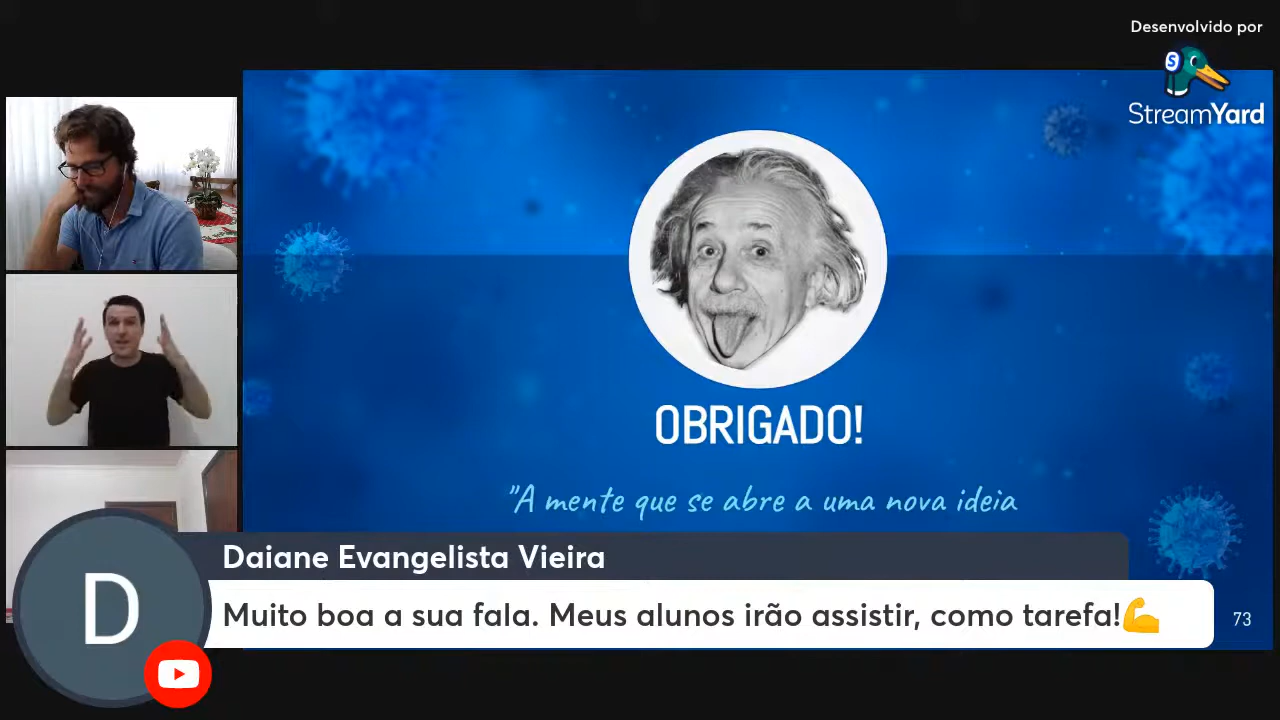 Desenvolvido por
StreamYard
OBRIGADO!
"A mente que se abre a uma nova ideia
Daiane Evangelista Vieira
Muito boa a sua fala. Meus alunos irão assistir, como tarefa!💪
D
73